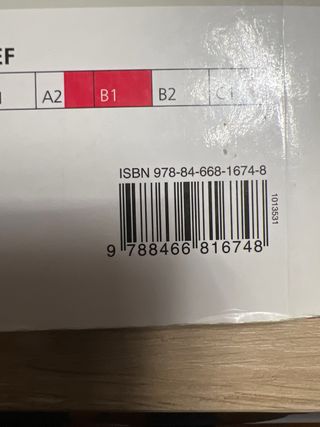 EF
A2 B1 B2 C1
ISBN 978-84-668-1674-8
1013531
9 788466 816748